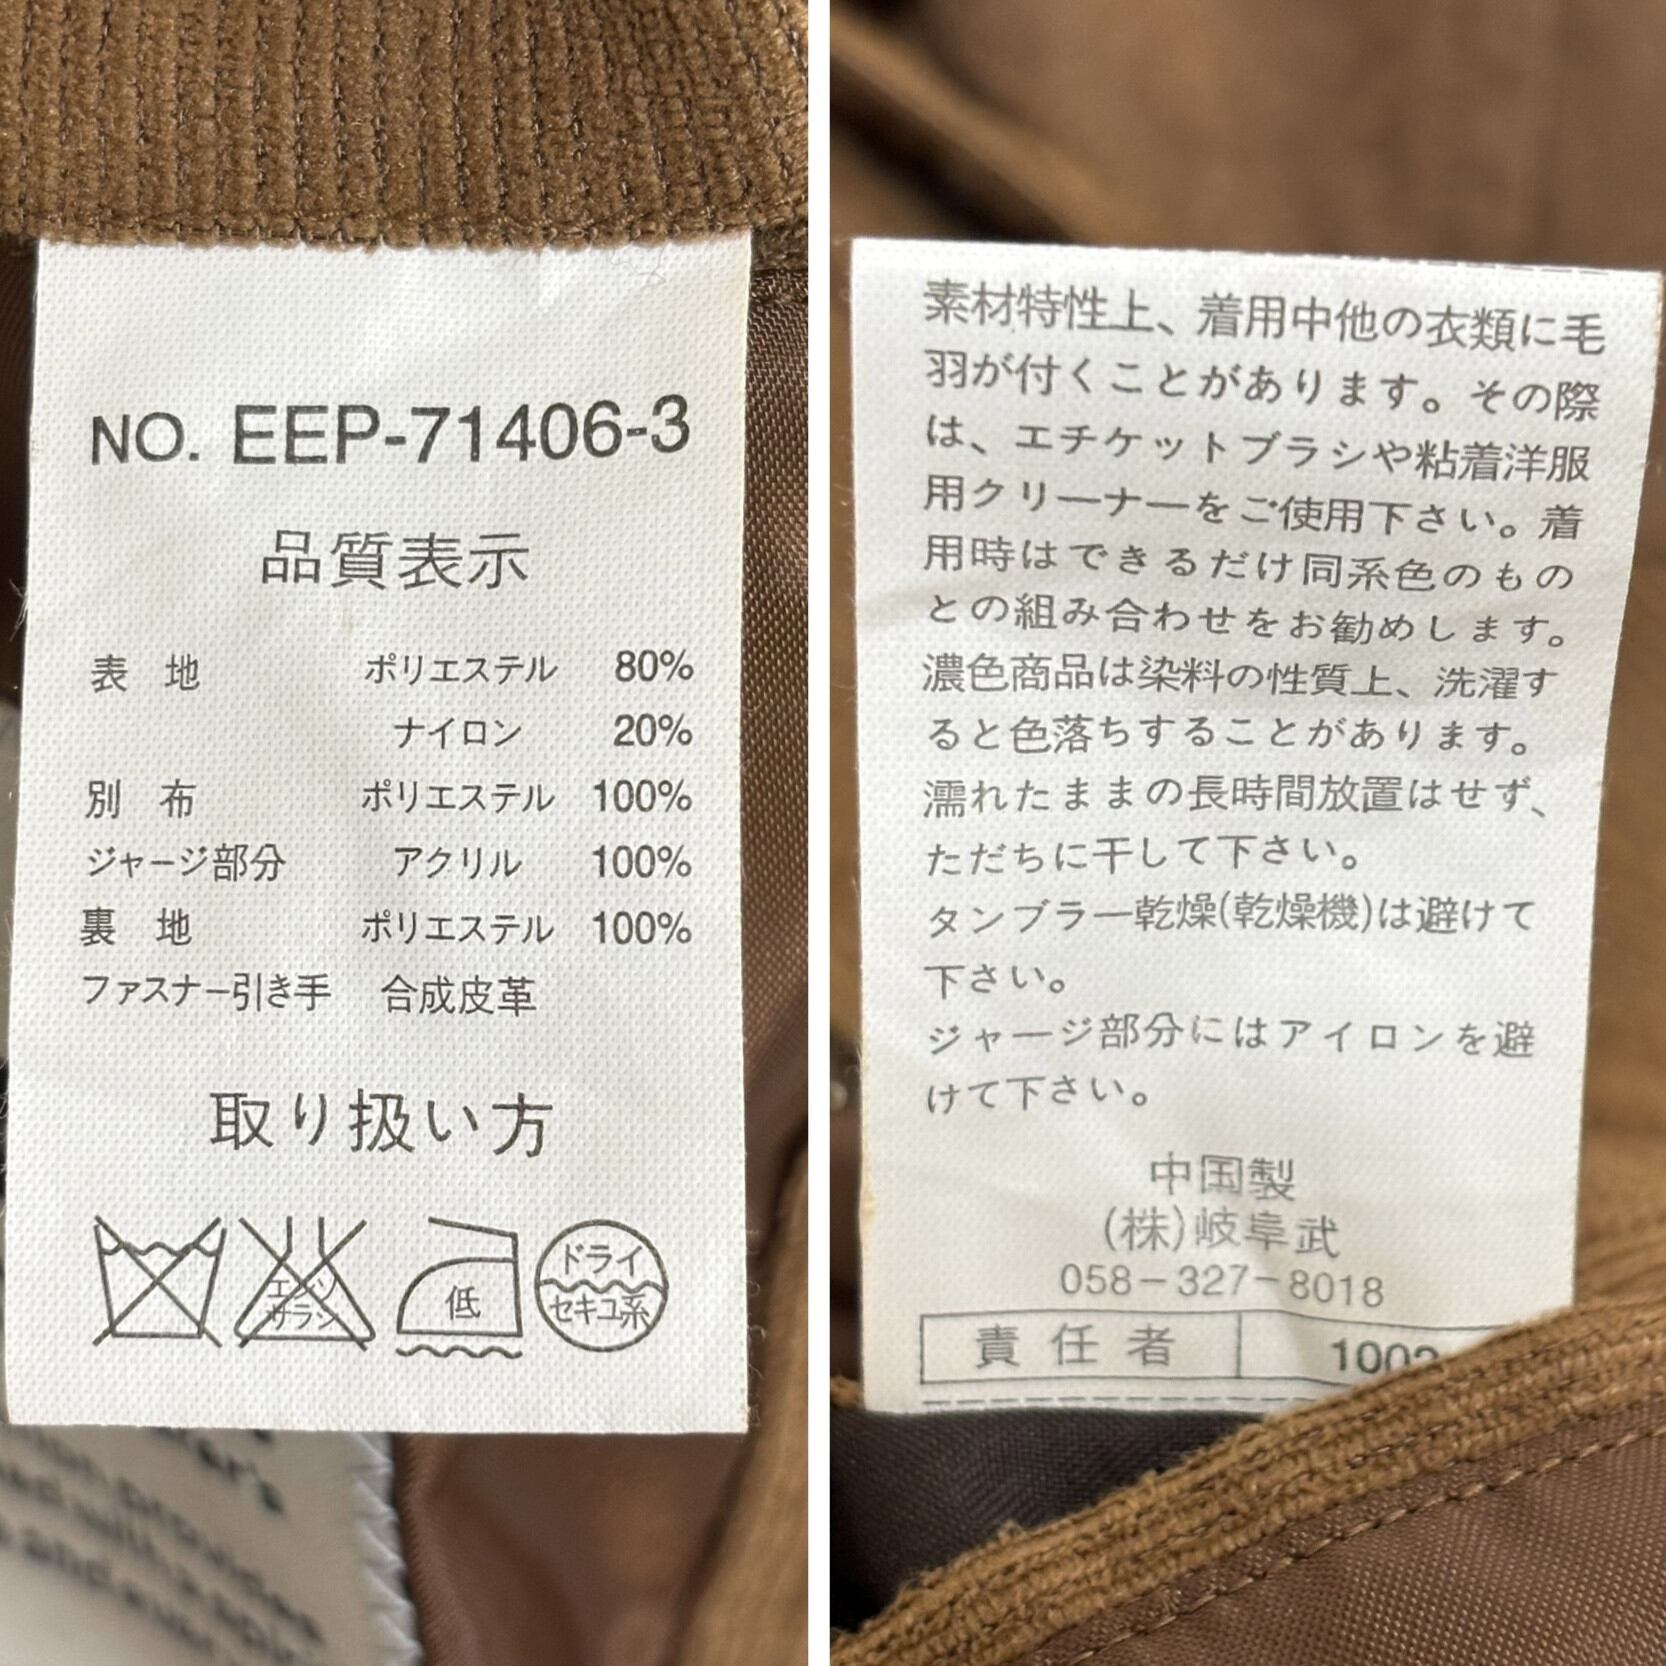 NO. EEP-71406-3
品質表示
表 地 ポリエステル 80%
ナイロン 20%
別 布 ポリエステル 100%
ジャージ部分 アクリル 100%
裏 地 ポリエステル 100%
ファスナー引き手 合成皮革
取り扱い方
エンソ
サラシ
低
ドライ
セキユ系
素材特性上、着用中他の衣類に毛
羽が付くことがあります。その際
は、エチケットブラシや粘着洋服
用クリーナーをご使用下さい。着
用時はできるだけ同系色のもの
との組み合わせをお勧めします。
濃色商品は染料の性質上、洗濯す
ると色落ちすることがあります。
濡れたままの長時間放置はせず、
ただちに干して下さい。
タンブラー乾燥(乾燥機)は避けて
下さい。
ジャージ部分にはアイロンを避
けて下さい。
中国製
(株)岐阜武
058-327-8018
責任者